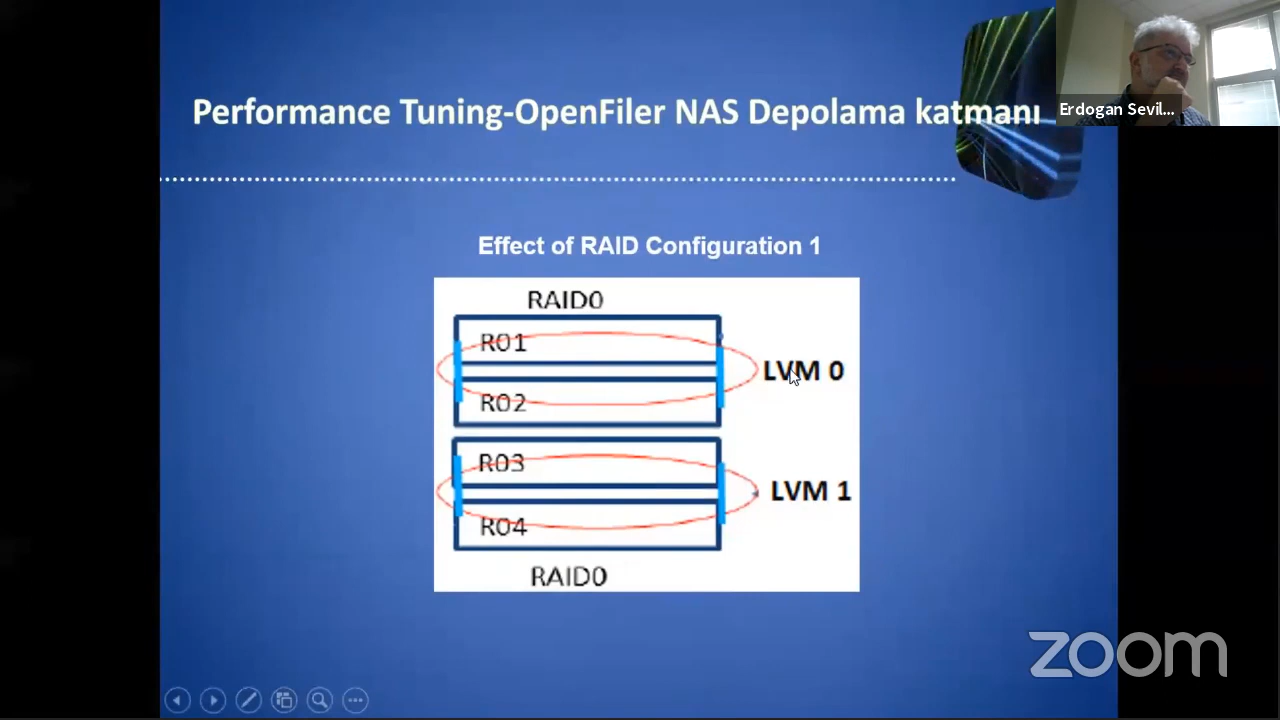 Performance Tuning-OpenFiler NAS Depolama katmanı
Erdogan Sevil...
Effect of RAID Configuration 1
RAID0
R01
LVM 0
R02
R03
LVM 1
R04
RAID0
zoom